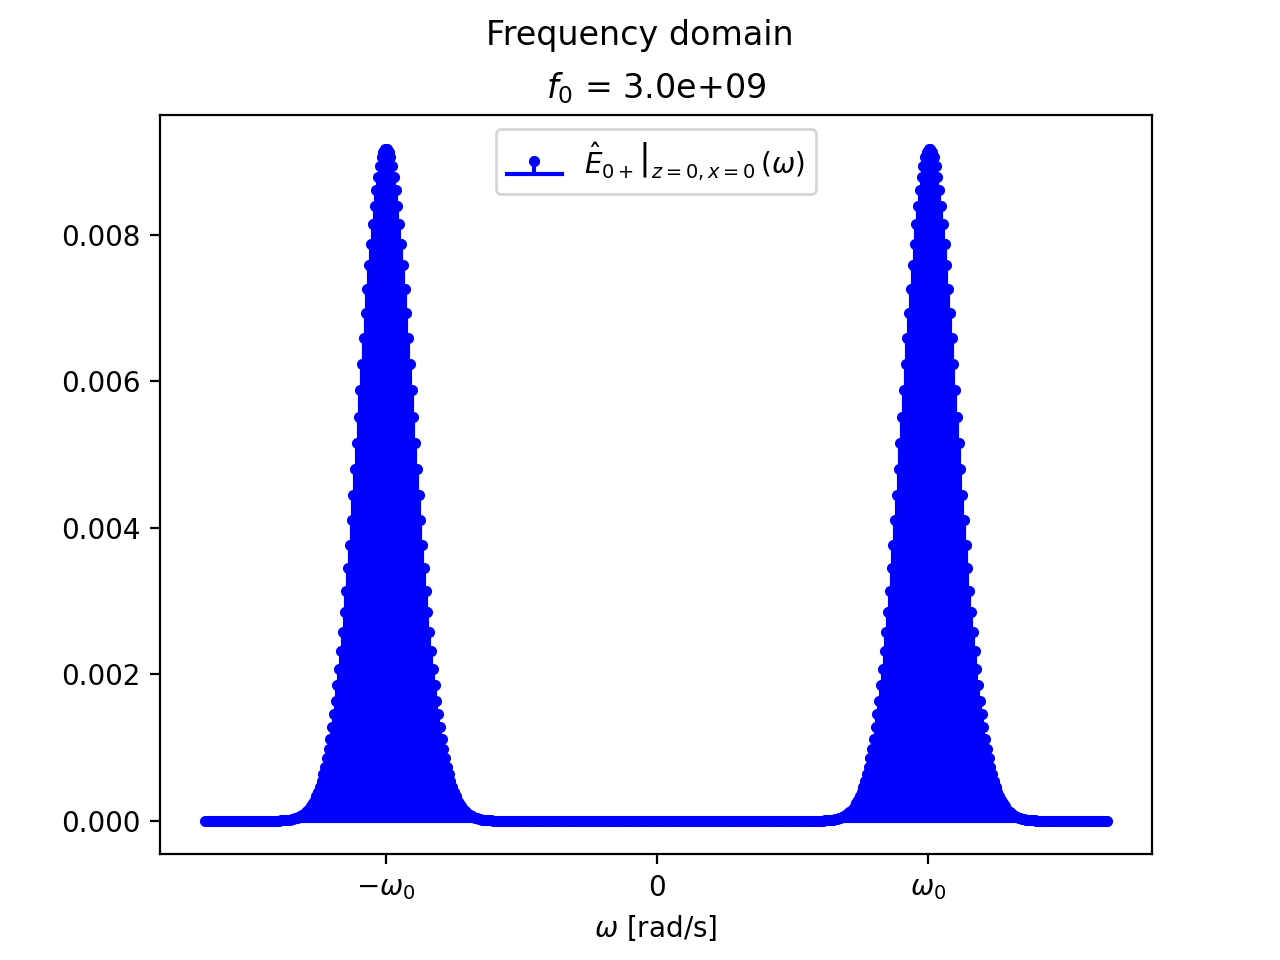 Frequency domain
f₀ = 3.0e+09
Ê₀₊|z=0,x=0 (ω)
0.008
0.006
0.004
0.002
0.000
−ω₀ 0 ω₀
ω [rad/s]